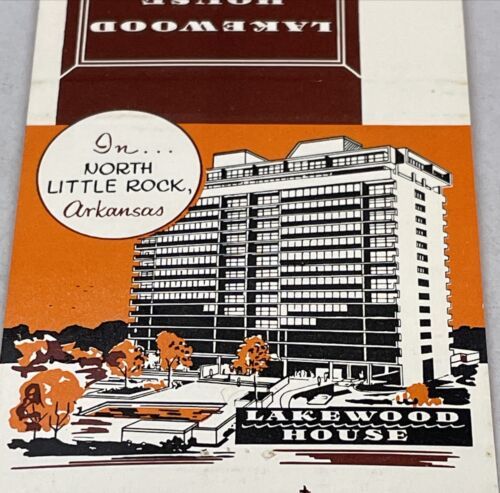 LAKEWOOD
HOUSE
In...
NORTH
LITTLE ROCK,
Arkansas
LAKEWOOD
HOUSE